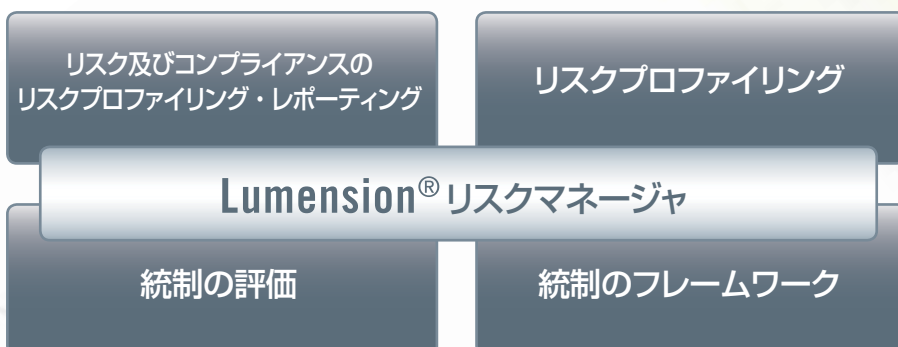 リスク及びコンプライアンスの
リスクプロファイリング・レポーティング
リスクプロファイリング
Lumension® リスクマネージャ
統制の評価
統制のフレームワーク